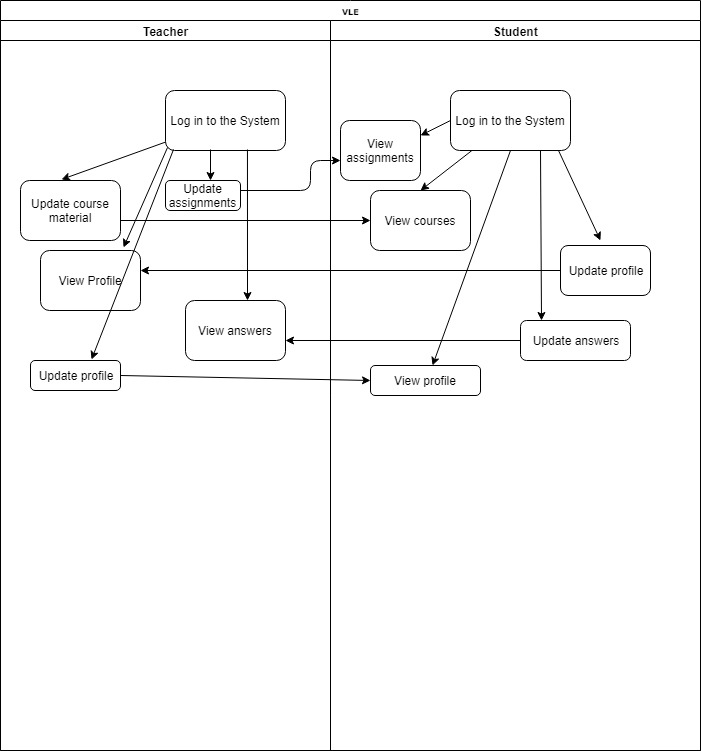 VLE
Teacher
Student
Log in to the System
Log in to the System
View
assignments
Update
assignments
Update course
material
View courses
View Profile
Update profile
View answers
Update answers
Update profile
View profile